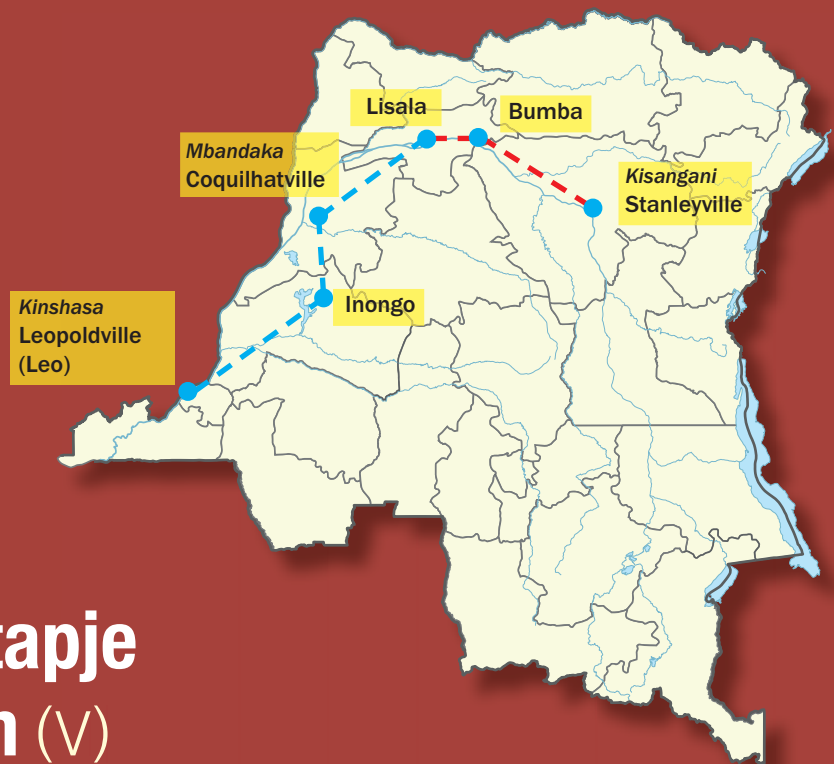 Lisala
Bumba
Mbandaka
Coquilhatville
Kisangani
Stanleyville
Inongo
Kinshasa
Leopoldville
(Leo)
tapje
(V)